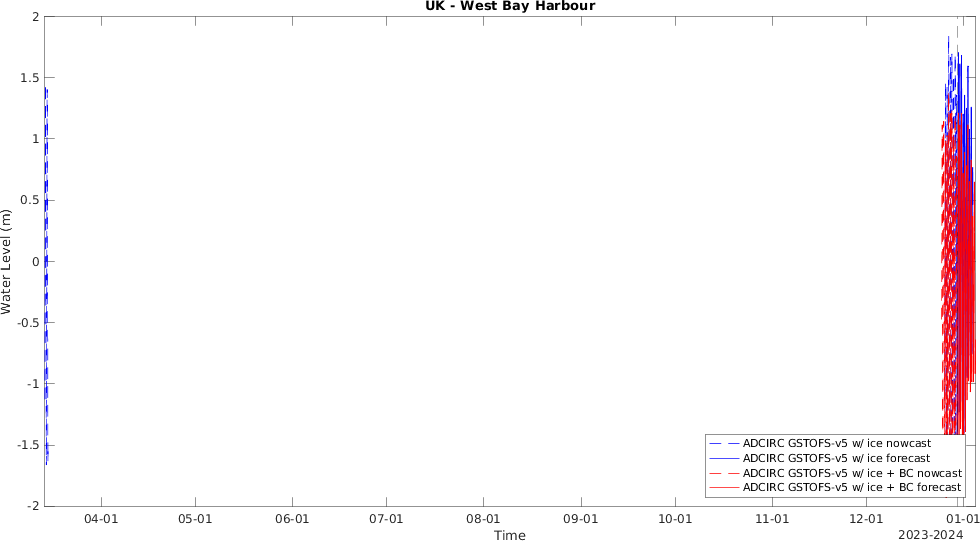 UK - West Bay Harbour
2
1.5
1
0.5
0
-0.5
-1
-1.5
-2
Water Level (m)
ADCIRC GSTOFS-v5 w/ ice nowcast
ADCIRC GSTOFS-v5 w/ ice forecast
ADCIRC GSTOFS-v5 w/ ice + BC nowcast
ADCIRC GSTOFS-v5 w/ ice + BC forecast
04-01 05-01 06-01 07-01 08-01 09-01 10-01 11-01 12-01 01-01
Time
2023-2024